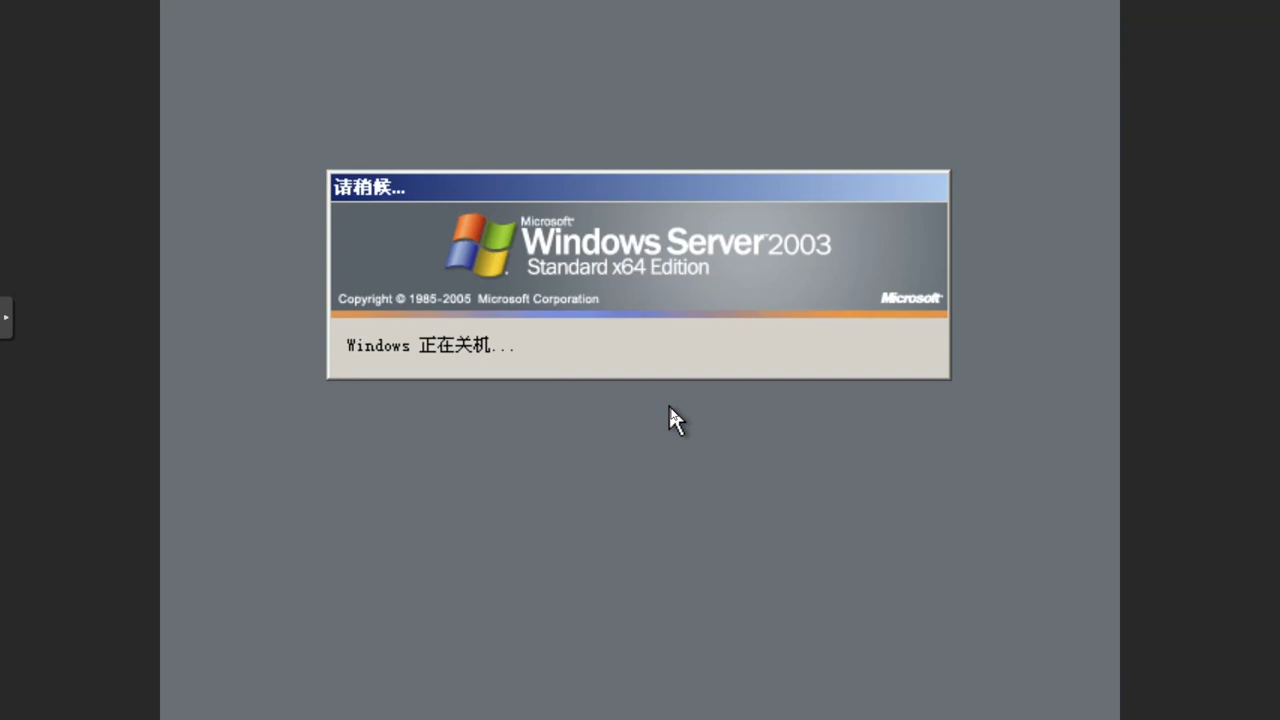 请稍候...
Microsoft
Windows Server 2003
Standard x64 Edition
Copyright © 1985-2005 Microsoft Corporation
Microsoft
Windows 正在关机...